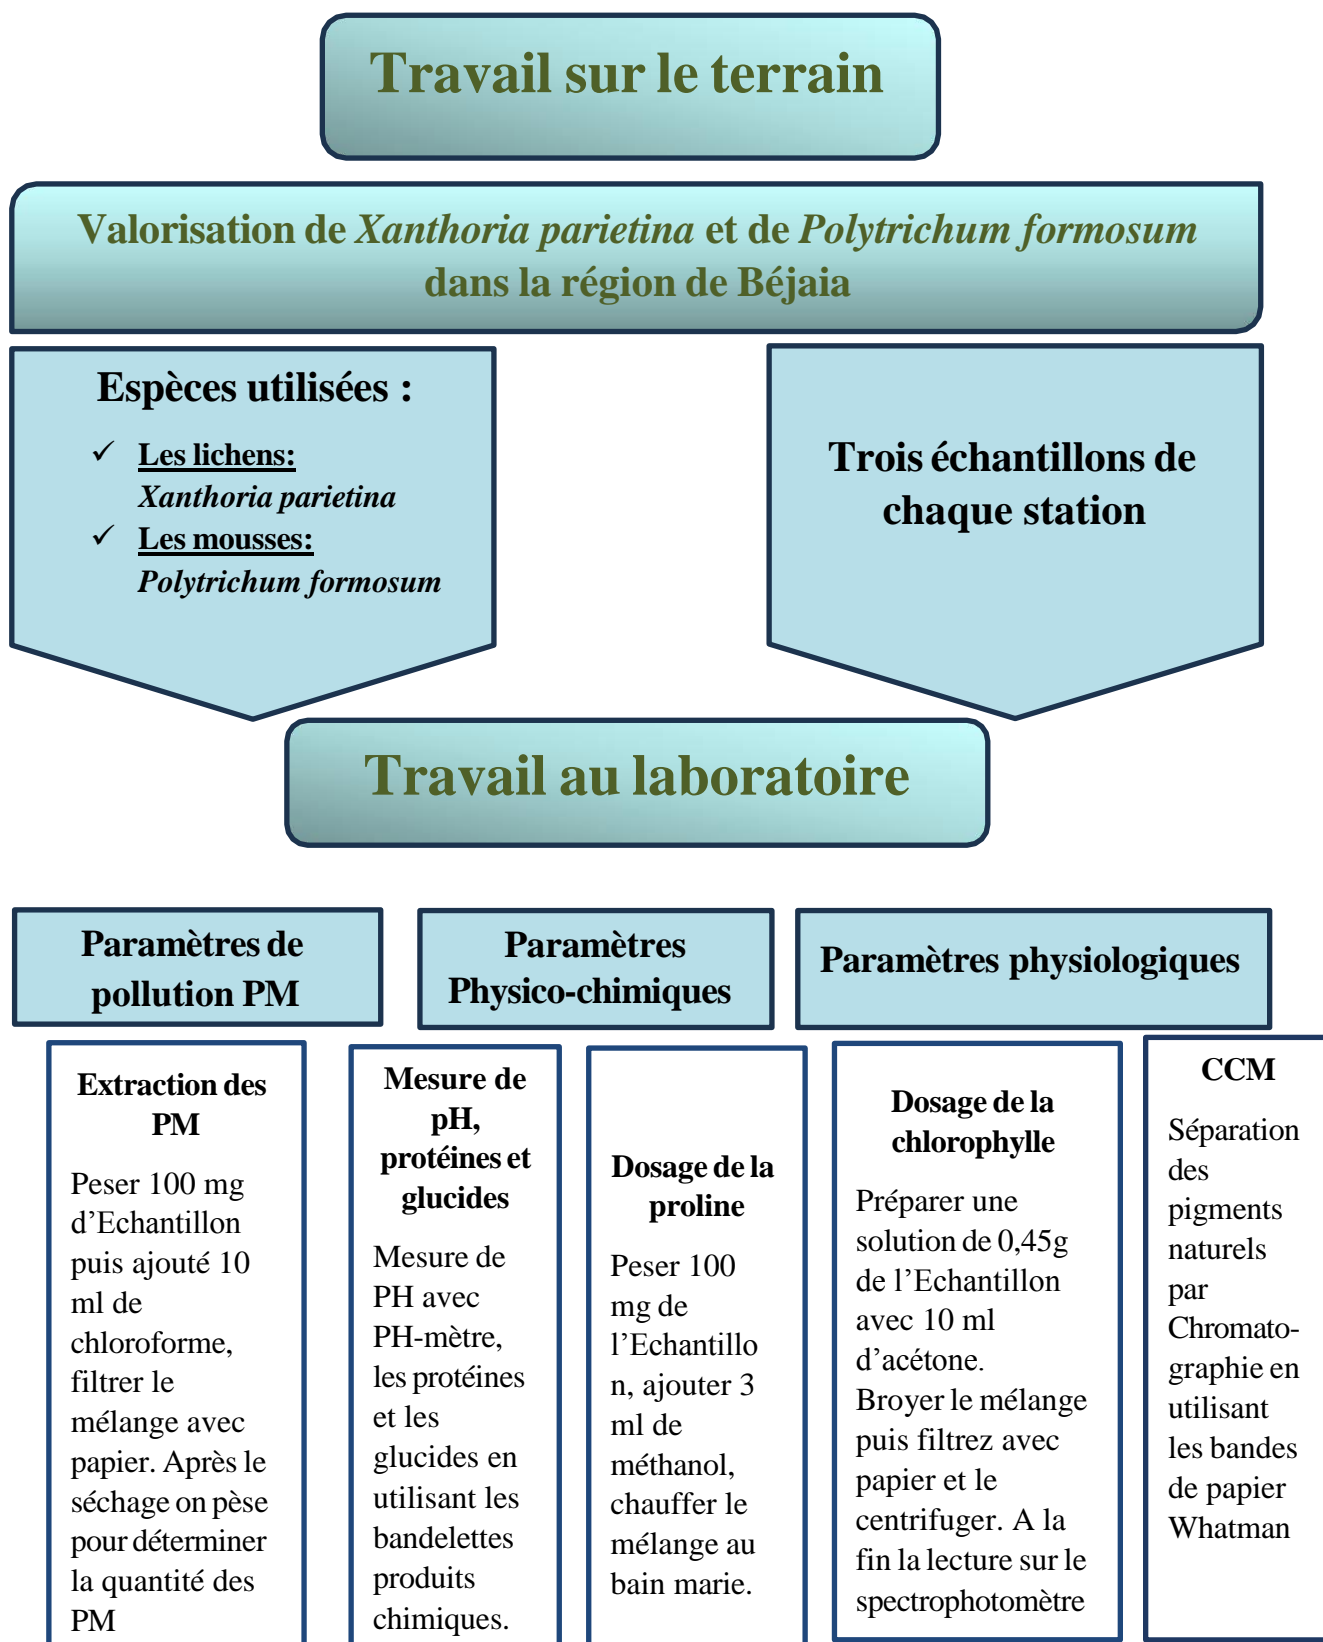 Travail sur le terrain
Valorisation de Xanthoria parietina et de Polytrichum formosum
dans la région de Béjaia
Espèces utilisées :
✓ Les lichens:
Xanthoria parietina
✓ Les mousses:
Polytrichum formosum
Trois échantillons de
chaque station
Travail au laboratoire
Paramètres de
pollution PM
Paramètres
Physico-chimiques
Paramètres physiologiques
Extraction des
PM
Peser 100 mg
d’Echantillon
puis ajouté 10
ml de
chloroforme,
filtrer le
mélange avec
papier. Après le
séchage on pèse
pour déterminer
la quantité des
PM
Mesure de
pH,
protéines et
glucides
Mesure de
PH avec
PH-mètre,
les protéines
et les
glucides en
utilisant les
bandelettes
produits
chimiques.
Dosage de la
proline
Peser 100
mg de
l’Echantillo
n, ajouter 3
ml de
méthanol,
chauffer le
mélange au
bain marie.
Dosage de la
chlorophylle
Préparer une
solution de 0,45g
de l’Echantillon
avec 10 ml
d’acétone.
Broyer le mélange
puis filtrez avec
papier et le
centrifuger. A la
fin la lecture sur le
spectrophotomètre
CCM
Séparation
des
pigments
naturels
par
Chromato-
graphie en
utilisant
les bandes
de papier
Whatman